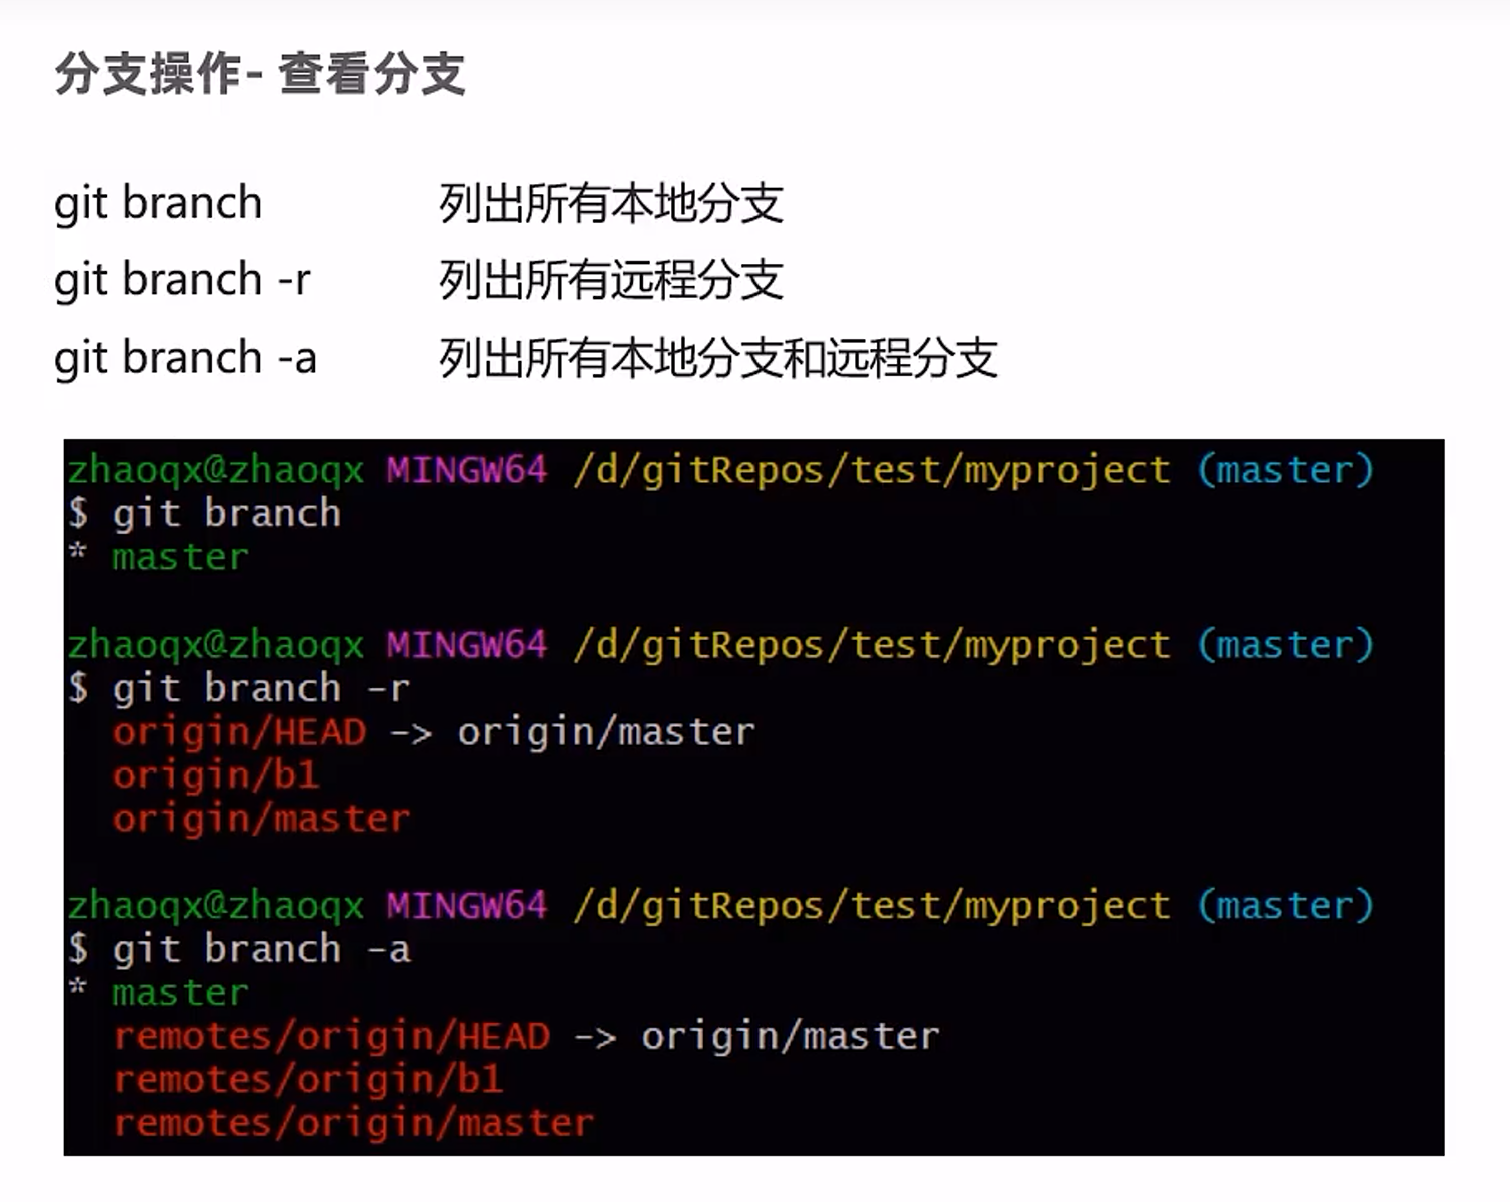 分支操作- 查看分支
git branch 列出所有本地分支
git branch -r 列出所有远程分支
git branch -a 列出所有本地分支和远程分支
zhaoqx@zhaoqx MINGW64 /d/gitRepos/test/myproject (master)
$ git branch
* master
zhaoqx@zhaoqx MINGW64 /d/gitRepos/test/myproject (master)
$ git branch -r
origin/HEAD -> origin/master
origin/b1
origin/master
zhaoqx@zhaoqx MINGW64 /d/gitRepos/test/myproject (master)
$ git branch -a
* master
remotes/origin/HEAD -> origin/master
remotes/origin/b1
remotes/origin/master